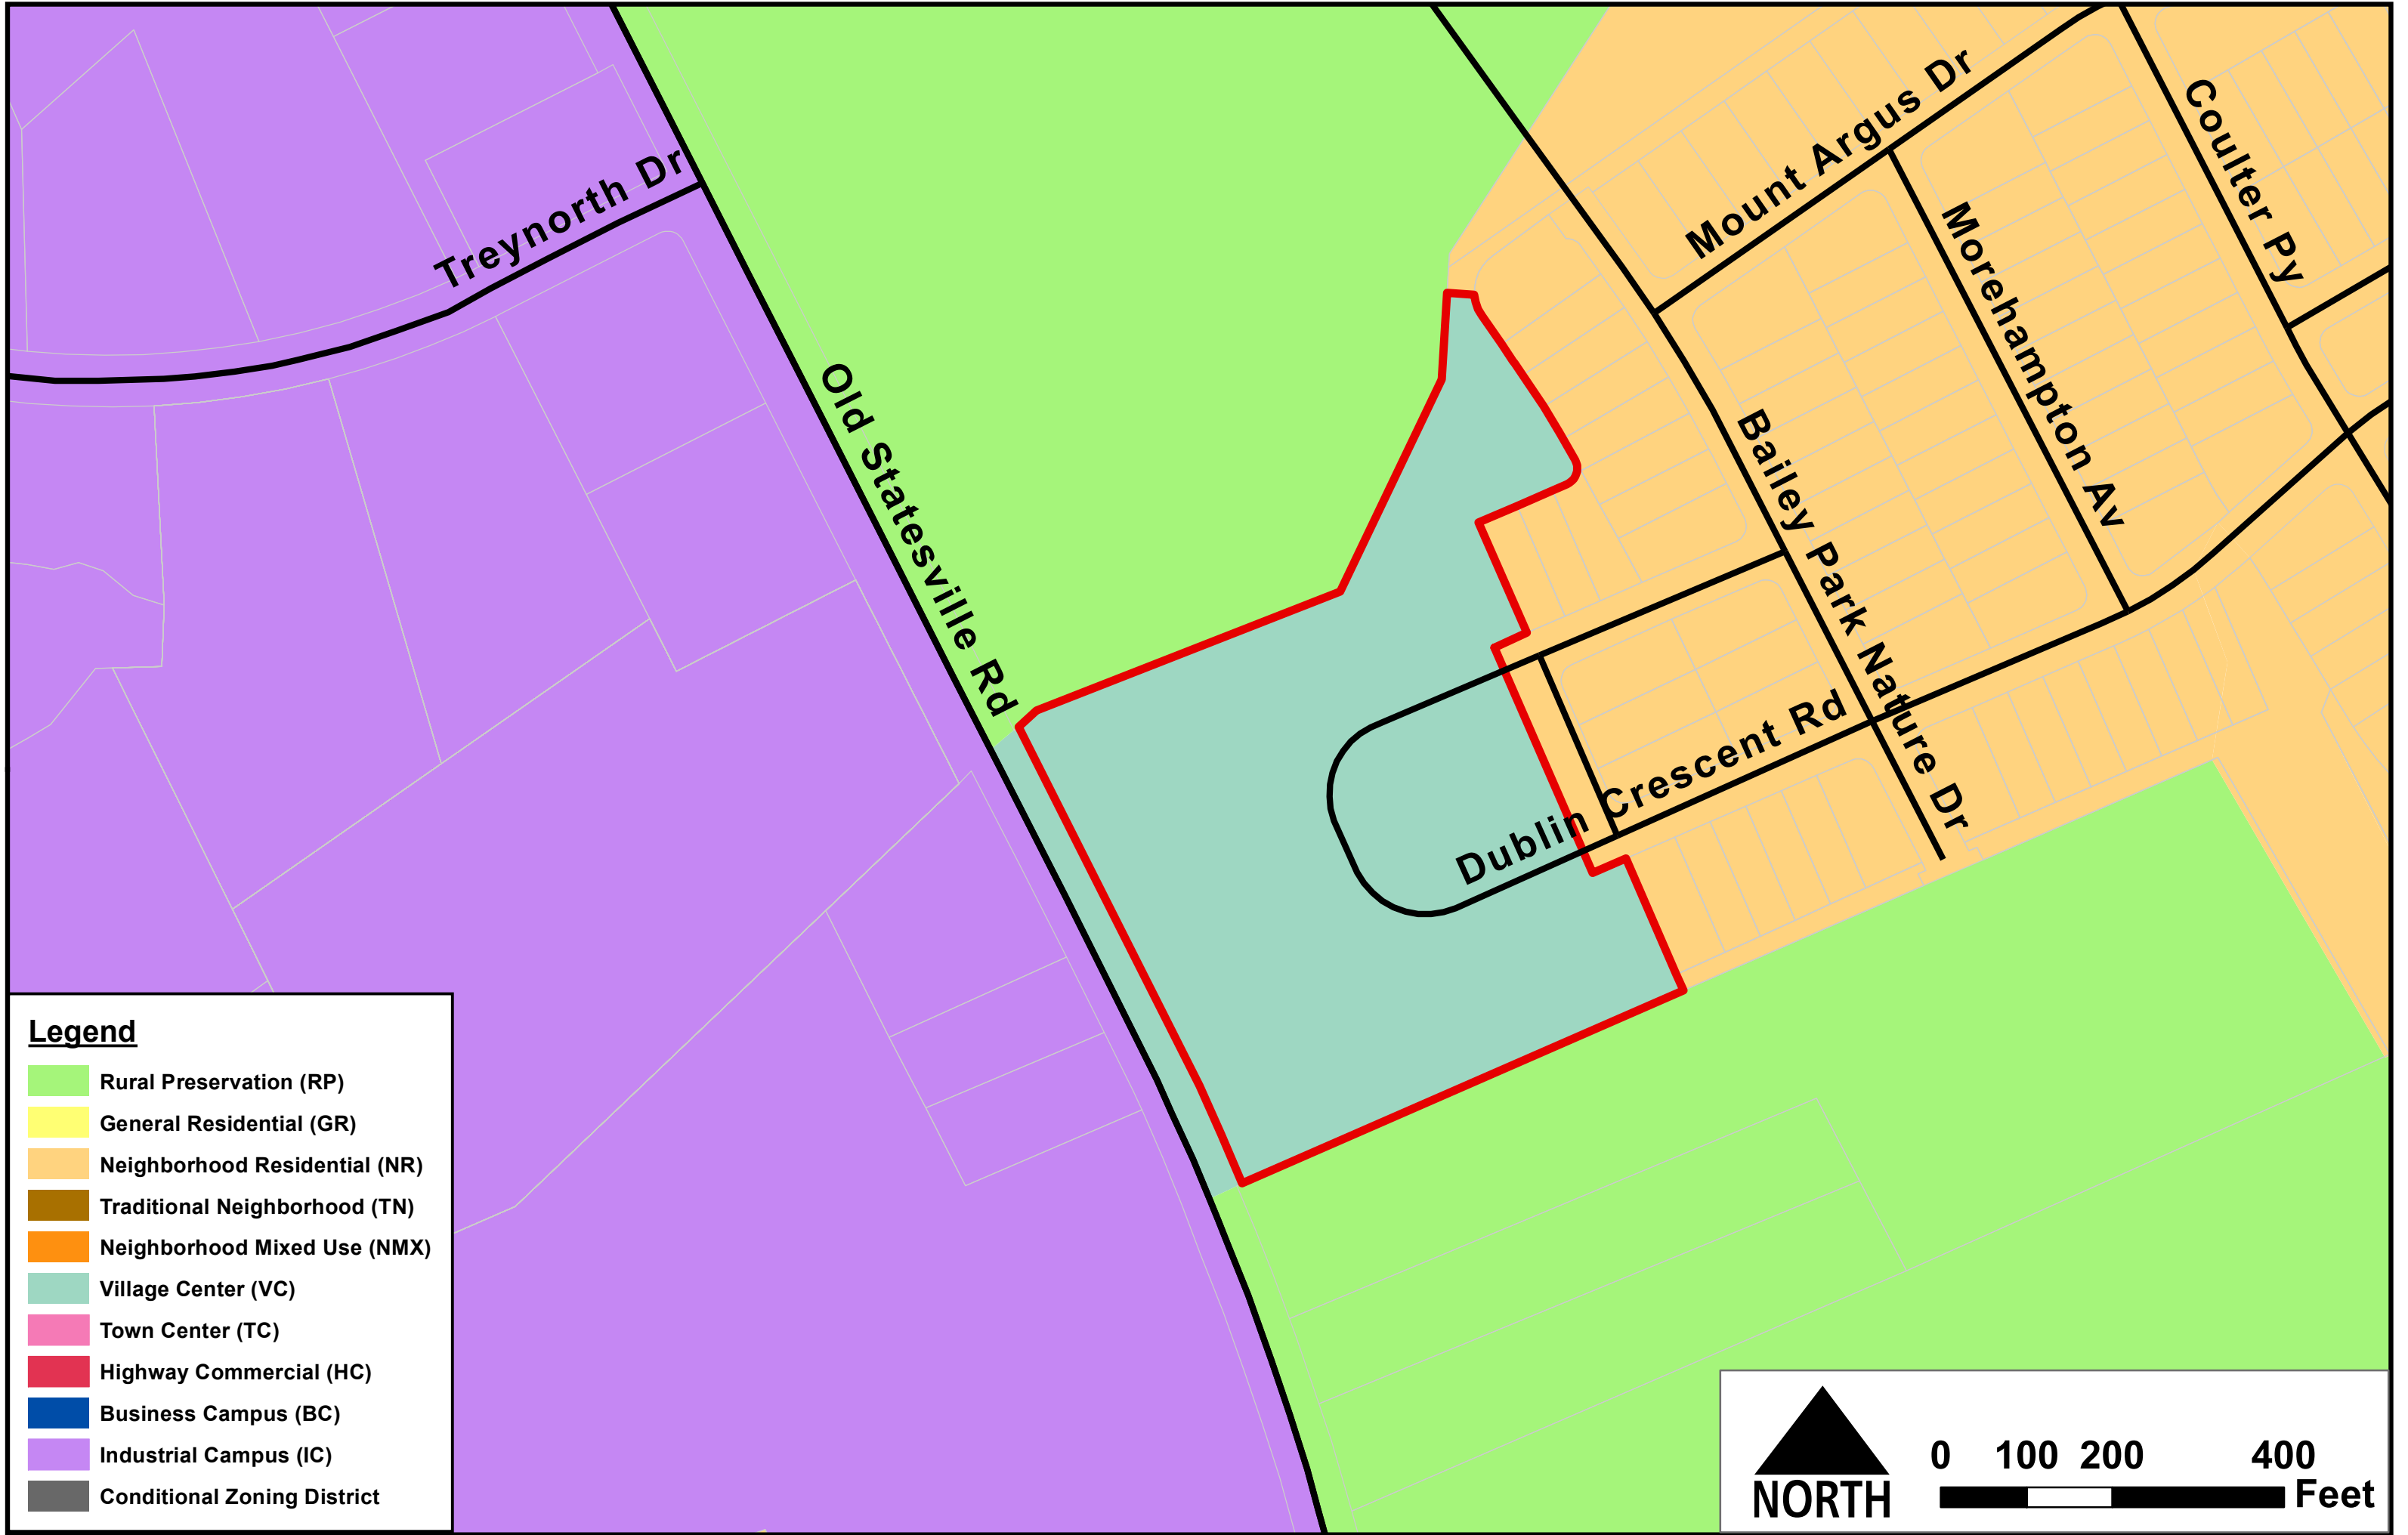 Treynorth Dr
Old Statesville Rd
Mount Argus Dr
Coulter Py
Morehampton Av
Bailey Park Nature Dr
Dublin Crescent Rd
Legend
Rural Preservation (RP)
General Residential (GR)
Neighborhood Residential (NR)
Traditional Neighborhood (TN)
Neighborhood Mixed Use (NMX)
Village Center (VC)
Town Center (TC)
Highway Commercial (HC)
Business Campus (BC)
Industrial Campus (IC)
Conditional Zoning District
NORTH
0 100 200 400
Feet